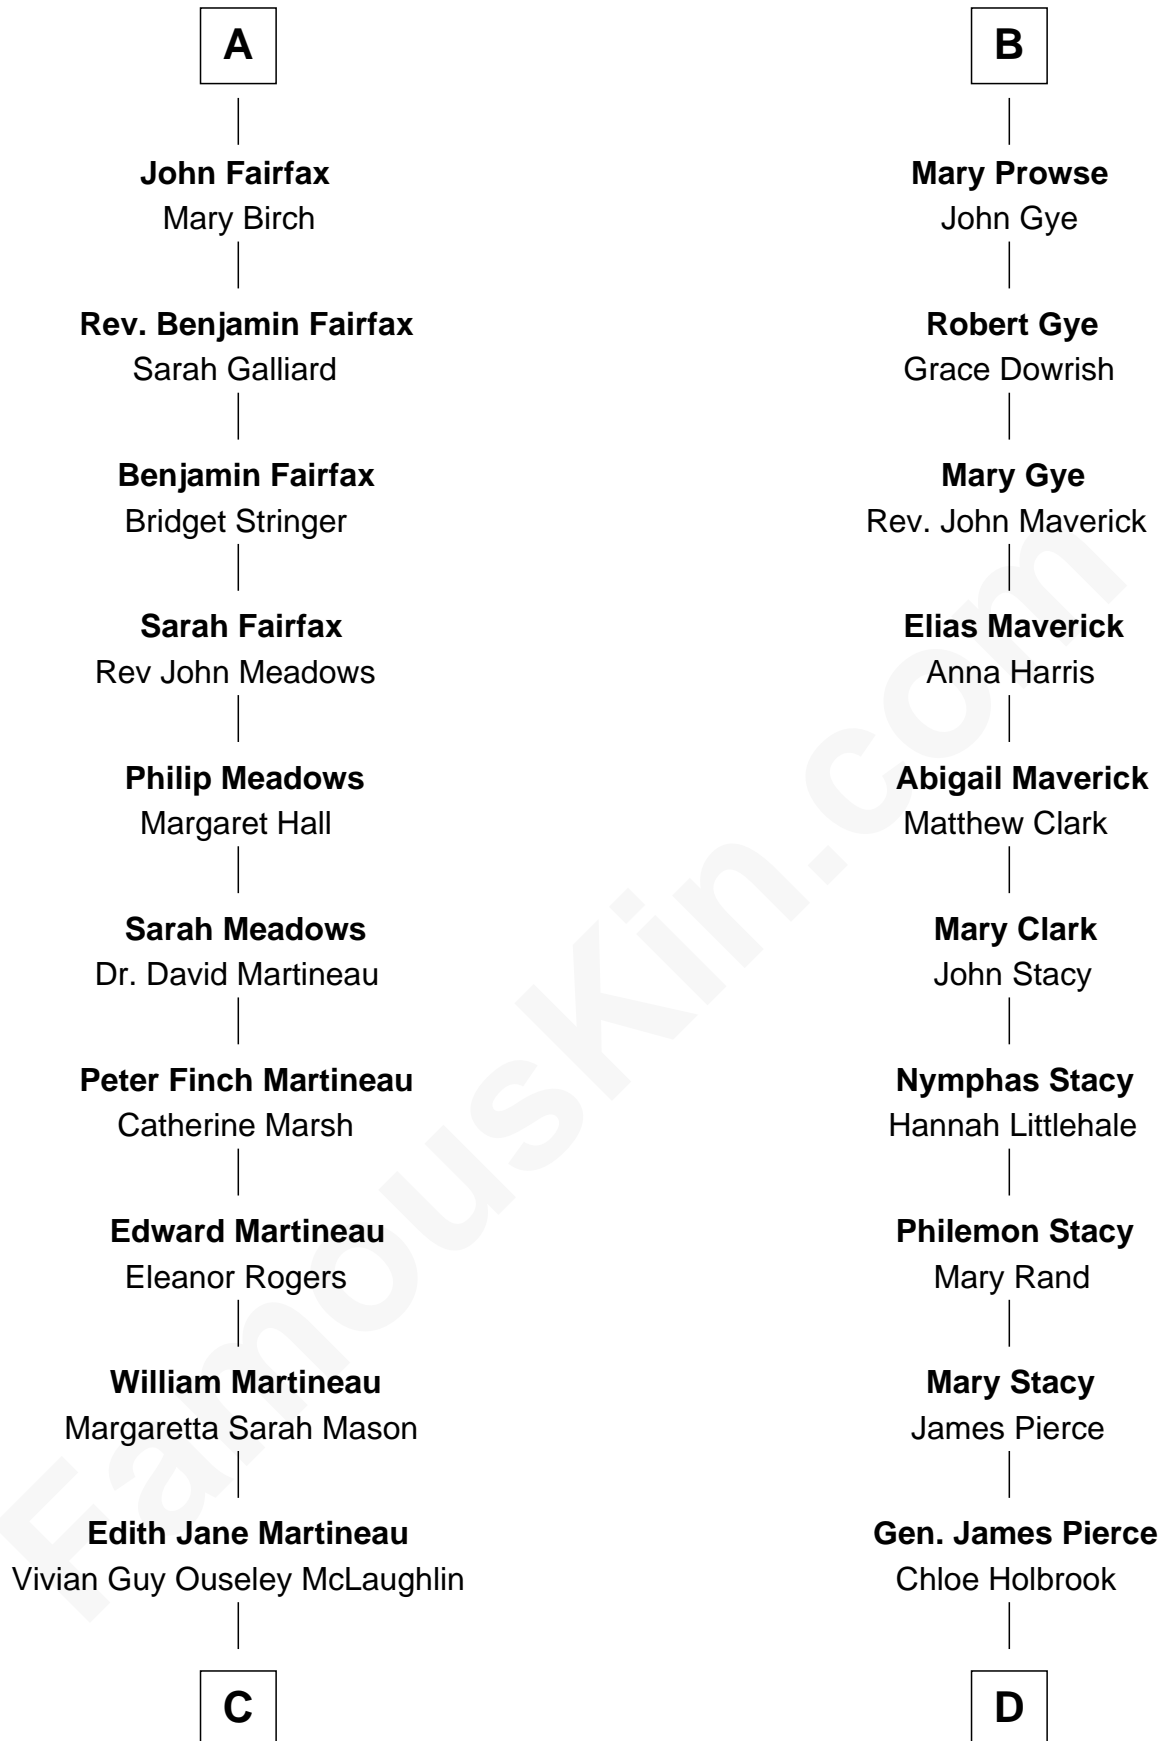 A
John Fairfax
Mary Birch
Rev. Benjamin Fairfax
Sarah Galliard
Benjamin Fairfax
Bridget Stringer
Sarah Fairfax
Rev John Meadows
Philip Meadows
Margaret Hall
Sarah Meadows
Dr. David Martineau
Peter Finch Martineau
Catherine Marsh
Edward Martineau
Eleanor Rogers
William Martineau
Margaretta Sarah Mason
Edith Jane Martineau
Vivian Guy Ouseley McLaughlin
C
B
Mary Prowse
John Gye
Robert Gye
Grace Dowrish
Mary Gye
Rev. John Maverick
Elias Maverick
Anna Harris
Abigail Maverick
Matthew Clark
Mary Clark
John Stacy
Nymphas Stacy
Hannah Littlehale
Philemon Stacy
Mary Rand
Mary Stacy
James Pierce
Gen. James Pierce
Chloe Holbrook
D
FamousKin.com